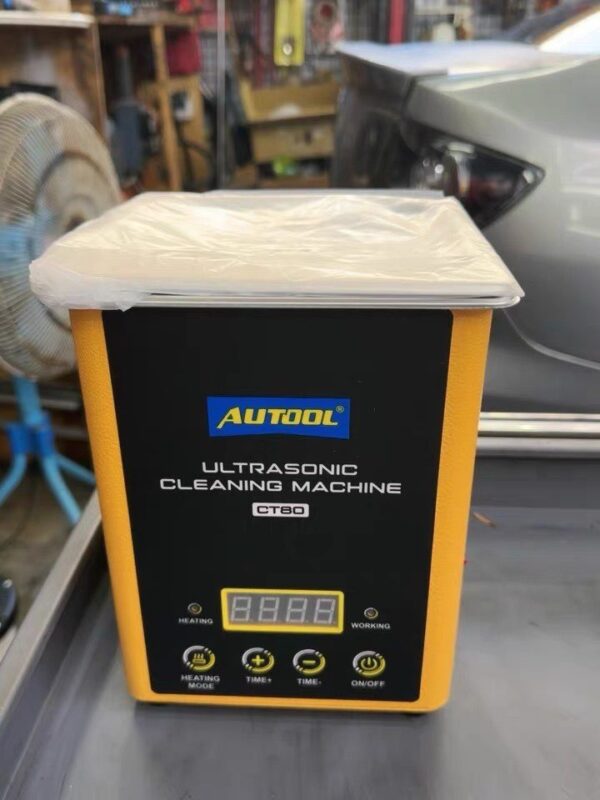 AUTOOL®
ULTRASONIC
CLEANING MACHINE
CT80
HEATING
WORKING
HEATING
MODE
TIME+
TIME-
ON/OFF